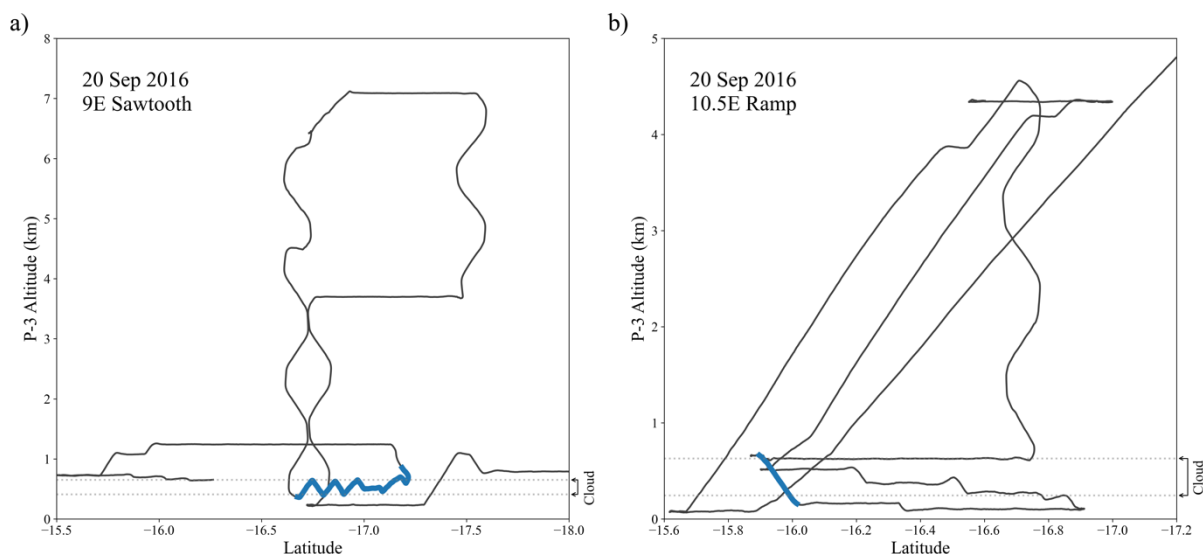 a)
20 Sep 2016
9E Sawtooth
P-3 Altitude (km)
8
7
6
5
4
3
2
1
0
−15.5
−16.0
−16.5
−17.0
−17.5
−18.0
Latitude
Cloud
b)
20 Sep 2016
10.5E Ramp
P-3 Altitude (km)
5
4
3
2
1
0
−15.6
−15.8
−16.0
−16.2
−16.4
−16.6
−16.8
−17.0
−17.2
Latitude
Cloud